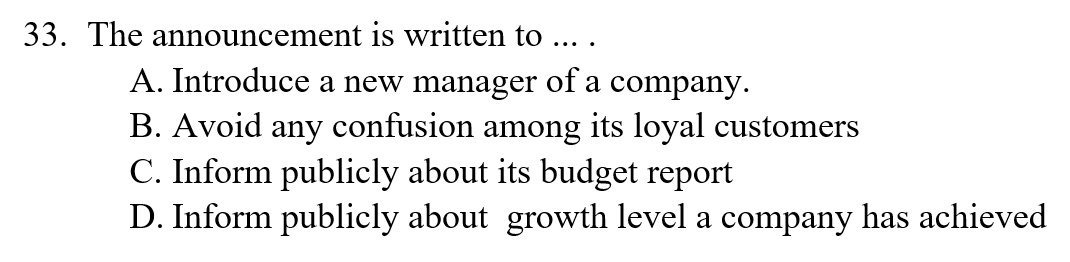 33. The announcement is written to ... .
A. Introduce a new manager of a company.
B. Avoid any confusion among its loyal customers
C. Inform publicly about its budget report
D. Inform publicly about growth level a company has achieved